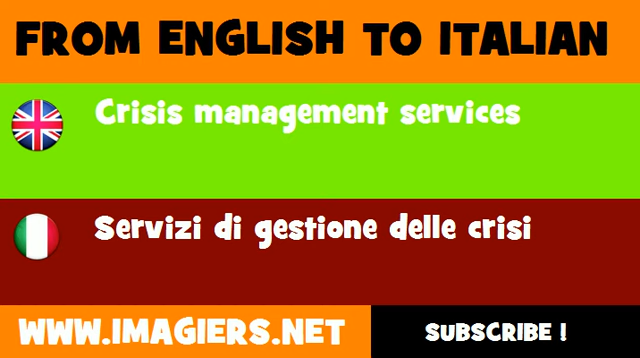 FROM ENGLISH TO ITALIAN
Crisis management services
Servizi di gestione delle crisi
WWW.IMAGIERS.NET
SUBSCRIBE !